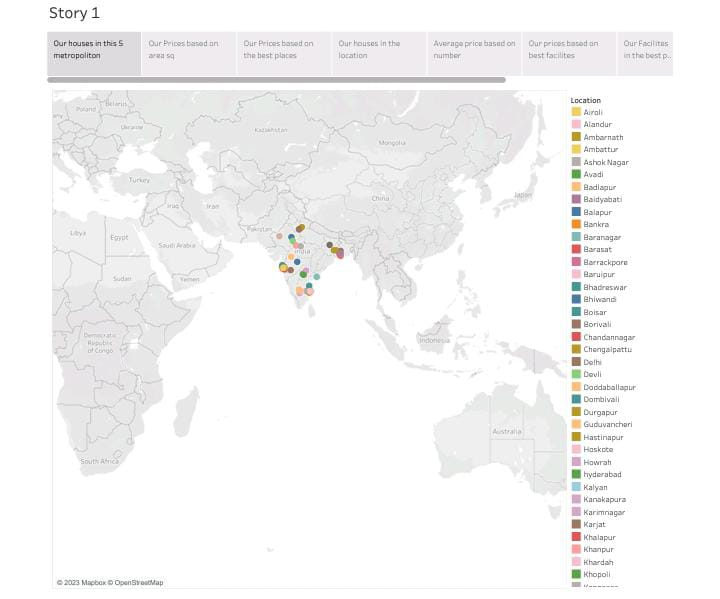 Story 1
Our houses in this 5
metropoliton
Our Prices based on
area sq
Our Prices based on
the best places
Our houses in the
location
Average price based on
number
Our prices based on
best facilites
Our Facilites
in the best p..
Location
Airoli
Alandur
Ambarnath
Ambattur
Ashok Nagar
Avadi
Badlapur
Baidyabati
Balapur
Bankra
Baranagar
Barasat
Barrackpore
Baruipur
Bhadreswar
Bhiwandi
Boisar
Borivali
Chandannagar
Chengalpattu
Delhi
Devli
Doddaballapur
Dombivali
Durgapur
Guduvancheri
Hastinapur
Hoskote
Howrah
hyderabad
Kalyan
Kanakapura
Karimnagar
Karjat
Khalapur
Khanpur
Khardah
Khopoli
Poland
Belarus
Ukraine
Kazakhstan
Mongolia
Turkey
Iraq
Iran
China
Japan
Pakistan
Libya
Egypt
Saudi Arabia
India
Sudan
Yemen
Democratic
Republic
of Congo
Indonesia
Australia
South Africa
© 2023 Mapbox © OpenStreetMap